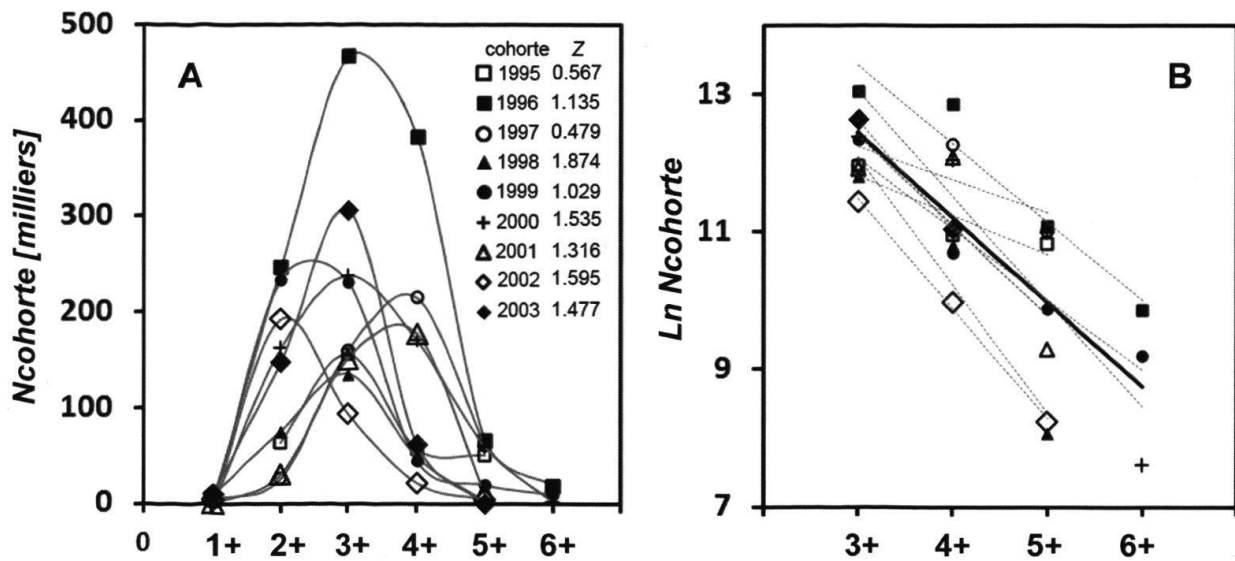 A
Ncohorte [milliers]
500
400
300
200
100
0
cohorte Z
1995 0.567
1996 1.135
1997 0.479
1998 1.874
1999 1.029
2000 1.535
2001 1.316
2002 1.595
2003 1.477
0 1+ 2+ 3+ 4+ 5+ 6+
B
Ln Ncohorte
13
11
9
7
3+ 4+ 5+ 6+